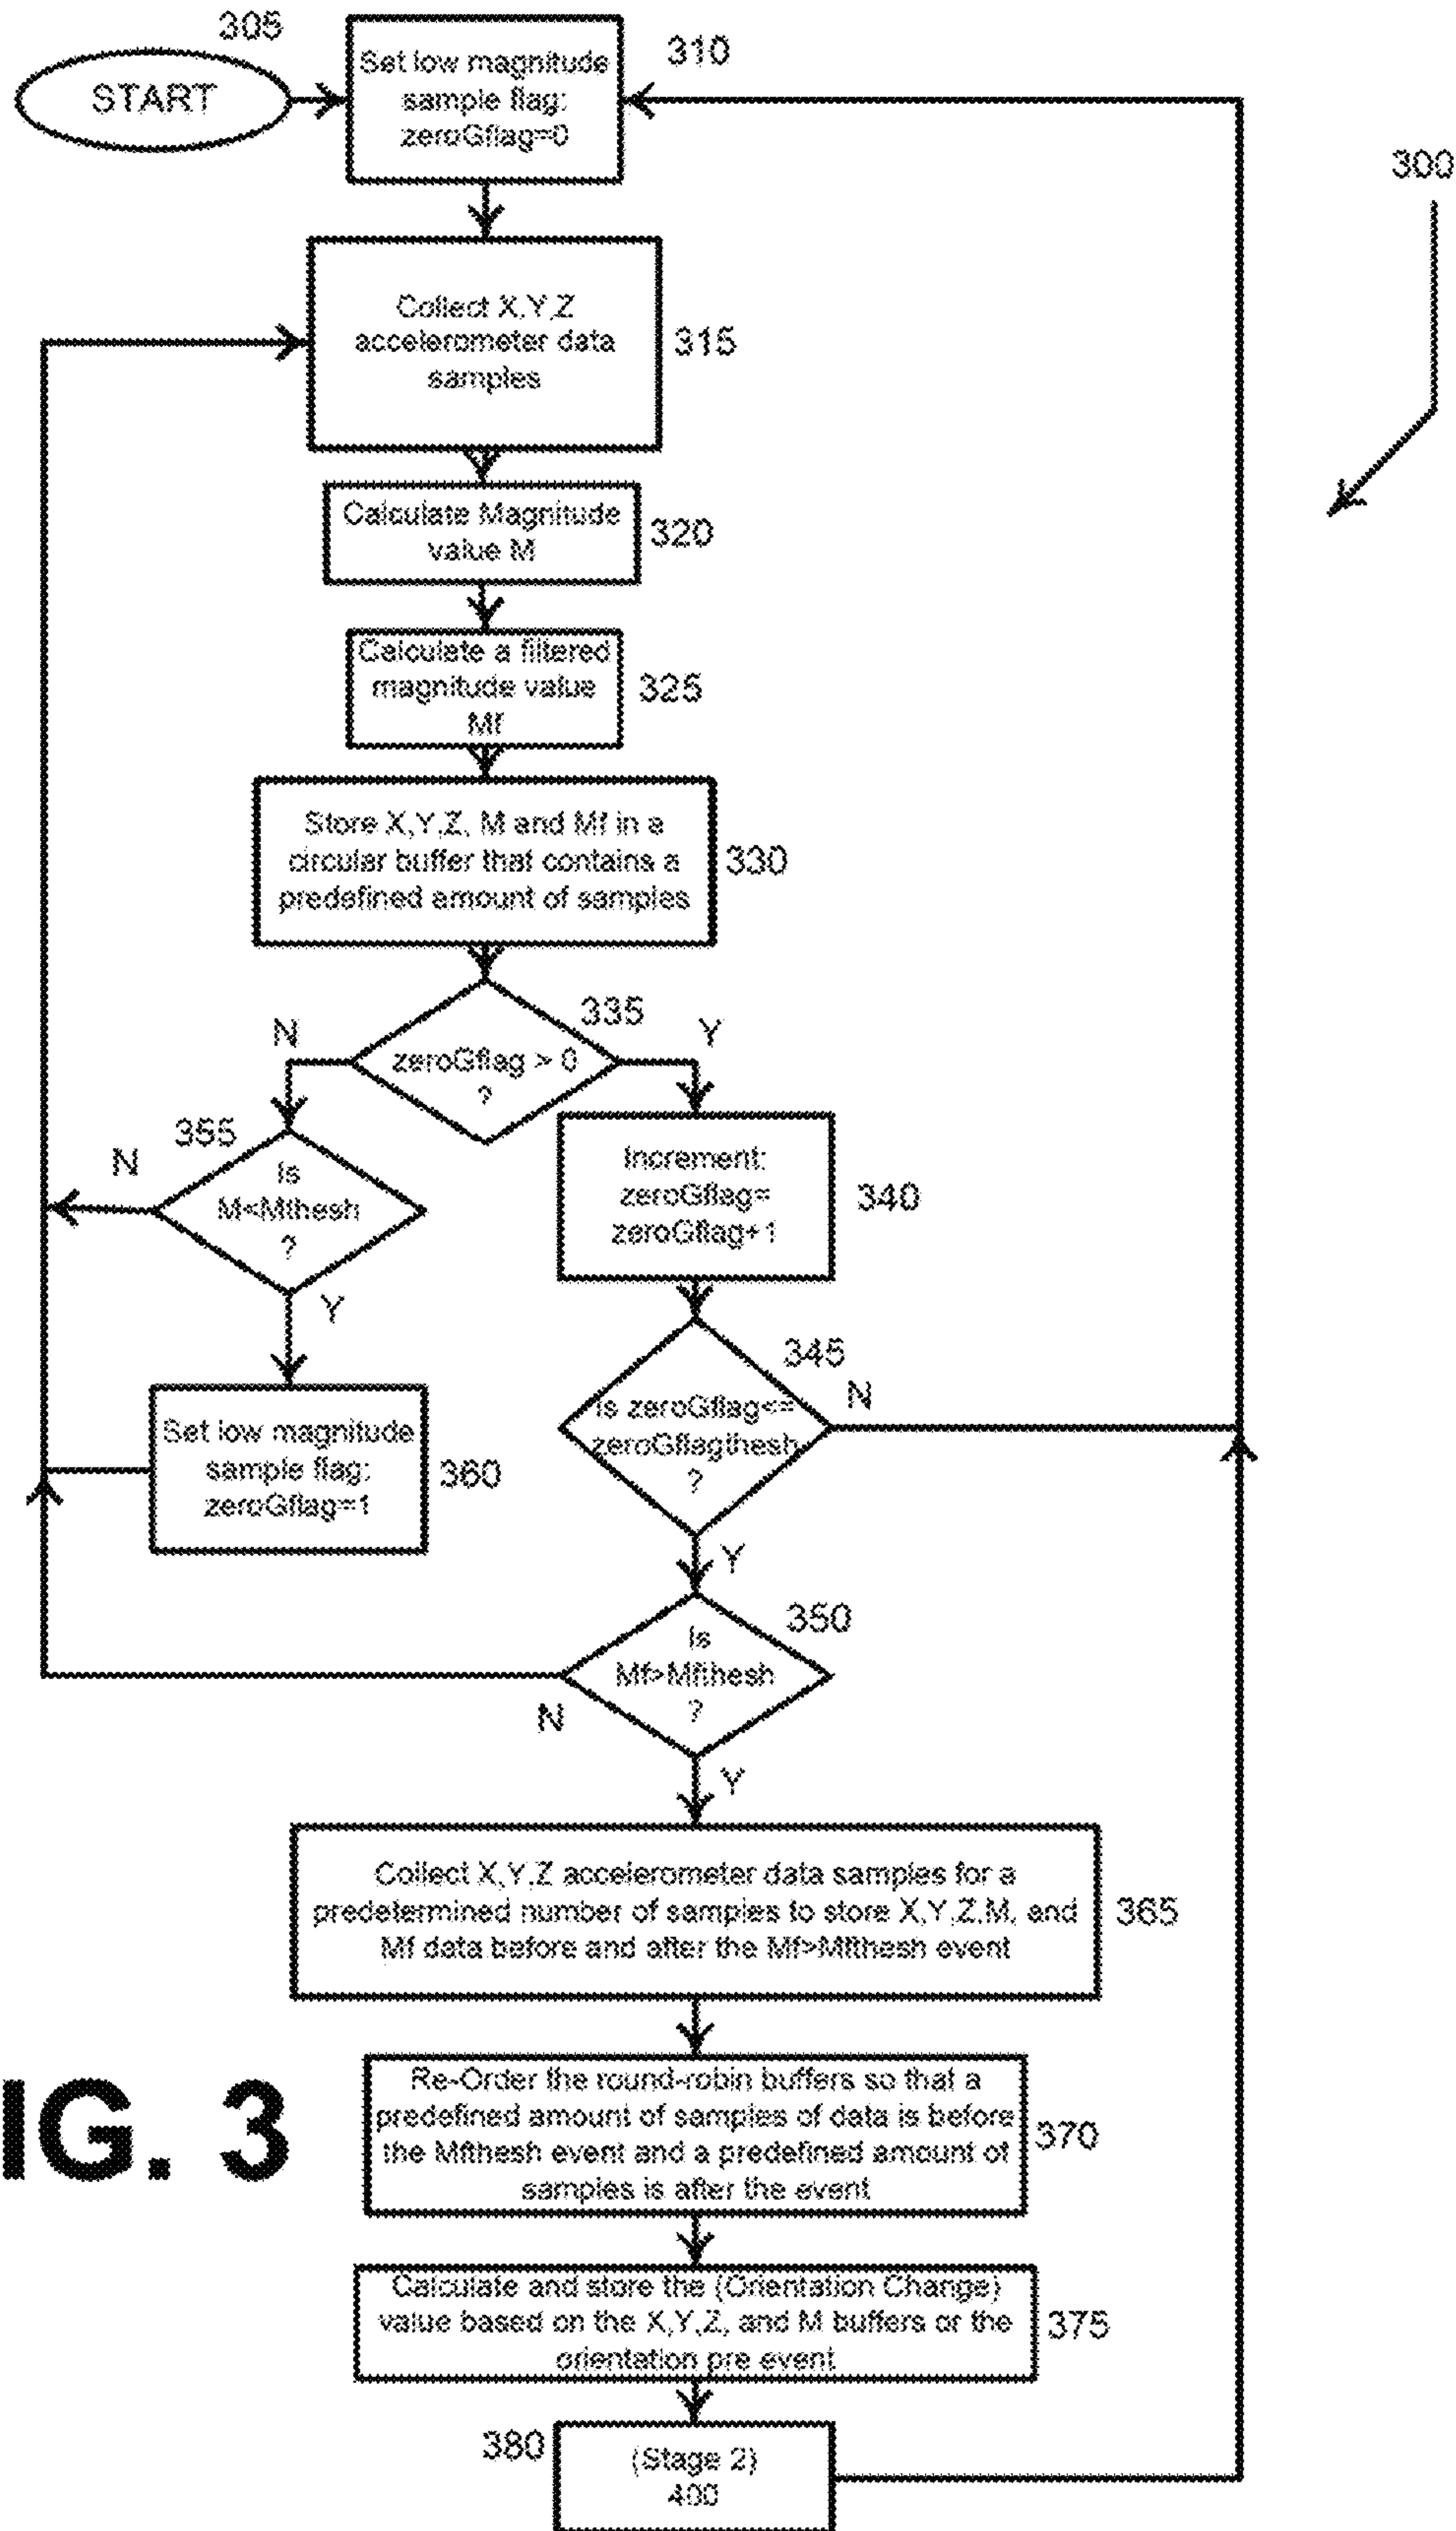 305
START
Set low magnitude
sample flag:
zeroGflag=0
310
300
Collect X,Y,Z
accelerometer data
samples
315
Calculate Magnitude
value M
320
Calculate a filtered
magnitude value
Mf
325
Store X,Y,Z, M and Mf in a
circular buffer that contains a
predefined amount of samples
330
335
N
Y
zeroGflag > 0
?
355
N
Is
M<Mthesh
?
Y
Increment:
zeroGflag=
zeroGflag+1
340
345
Is zeroGflag<=
zeroGflagthesh
?
N
Y
Set low magnitude
sample flag:
zeroGflag=1
360
350
Is
Mf>Mfthesh
?
N
Y
Collect X,Y,Z accelerometer data samples for a
predetermined number of samples to store X,Y,Z,M, and
Mf data before and after the Mf>Mfthesh event
365
Re-Order the round-robin buffers so that a
predefined amount of samples of data is before
the Mfthesh event and a predefined amount of
samples is after the event
370
IG. 3
Calculate and store the (Orientation Change)
value based on the X,Y,Z, and M buffers or the
orientation pre event
375
380
(Stage 2)
400